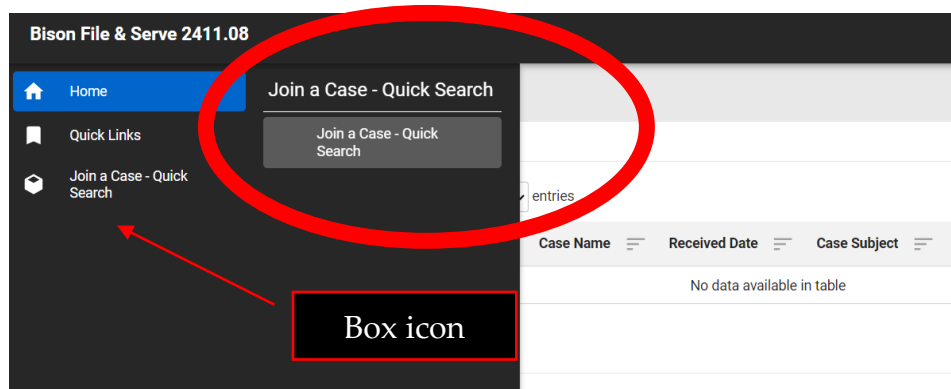 Bison File & Serve 2411.08
Home
Quick Links
Join a Case - Quick
Search
Join a Case - Quick Search
Join a Case - Quick
Search
entries
Case Name
Received Date
Case Subject
No data available in table
Box icon